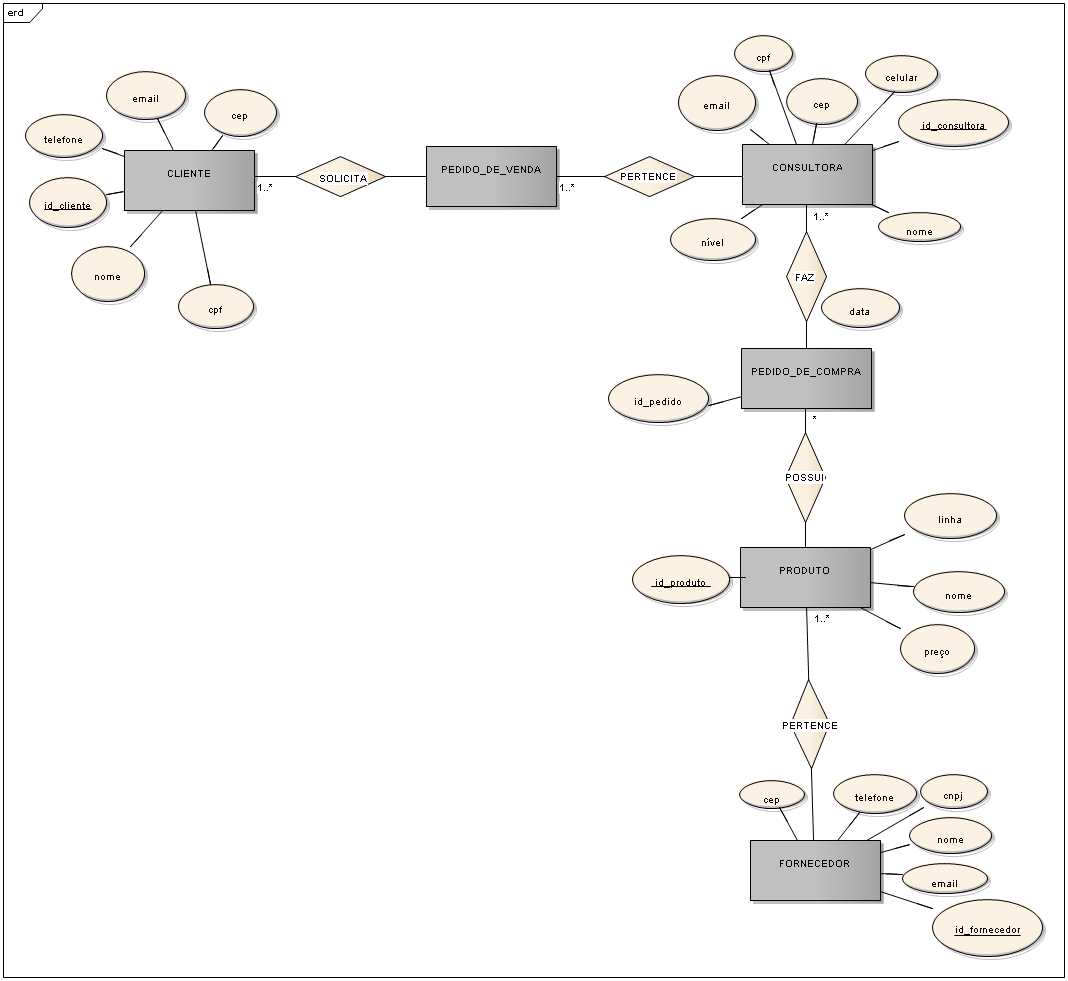 erd
cpf
celular
email
cep
email
cep
id_consultora
telefone
CLIENTE
PEDIDO_DE_VENDA
CONSULTORA
SOLICITA
PERTENCE
1..*
1..*
id_cliente
1..*
nome
nível
nome
FAZ
cpf
data
PEDIDO_DE_COMPRA
id_pedido
*
POSSUI
linha
PRODUTO
id_produto
nome
1..*
preço
PERTENCE
cep
telefone
cnpj
nome
FORNECEDOR
email
id_fornecedor